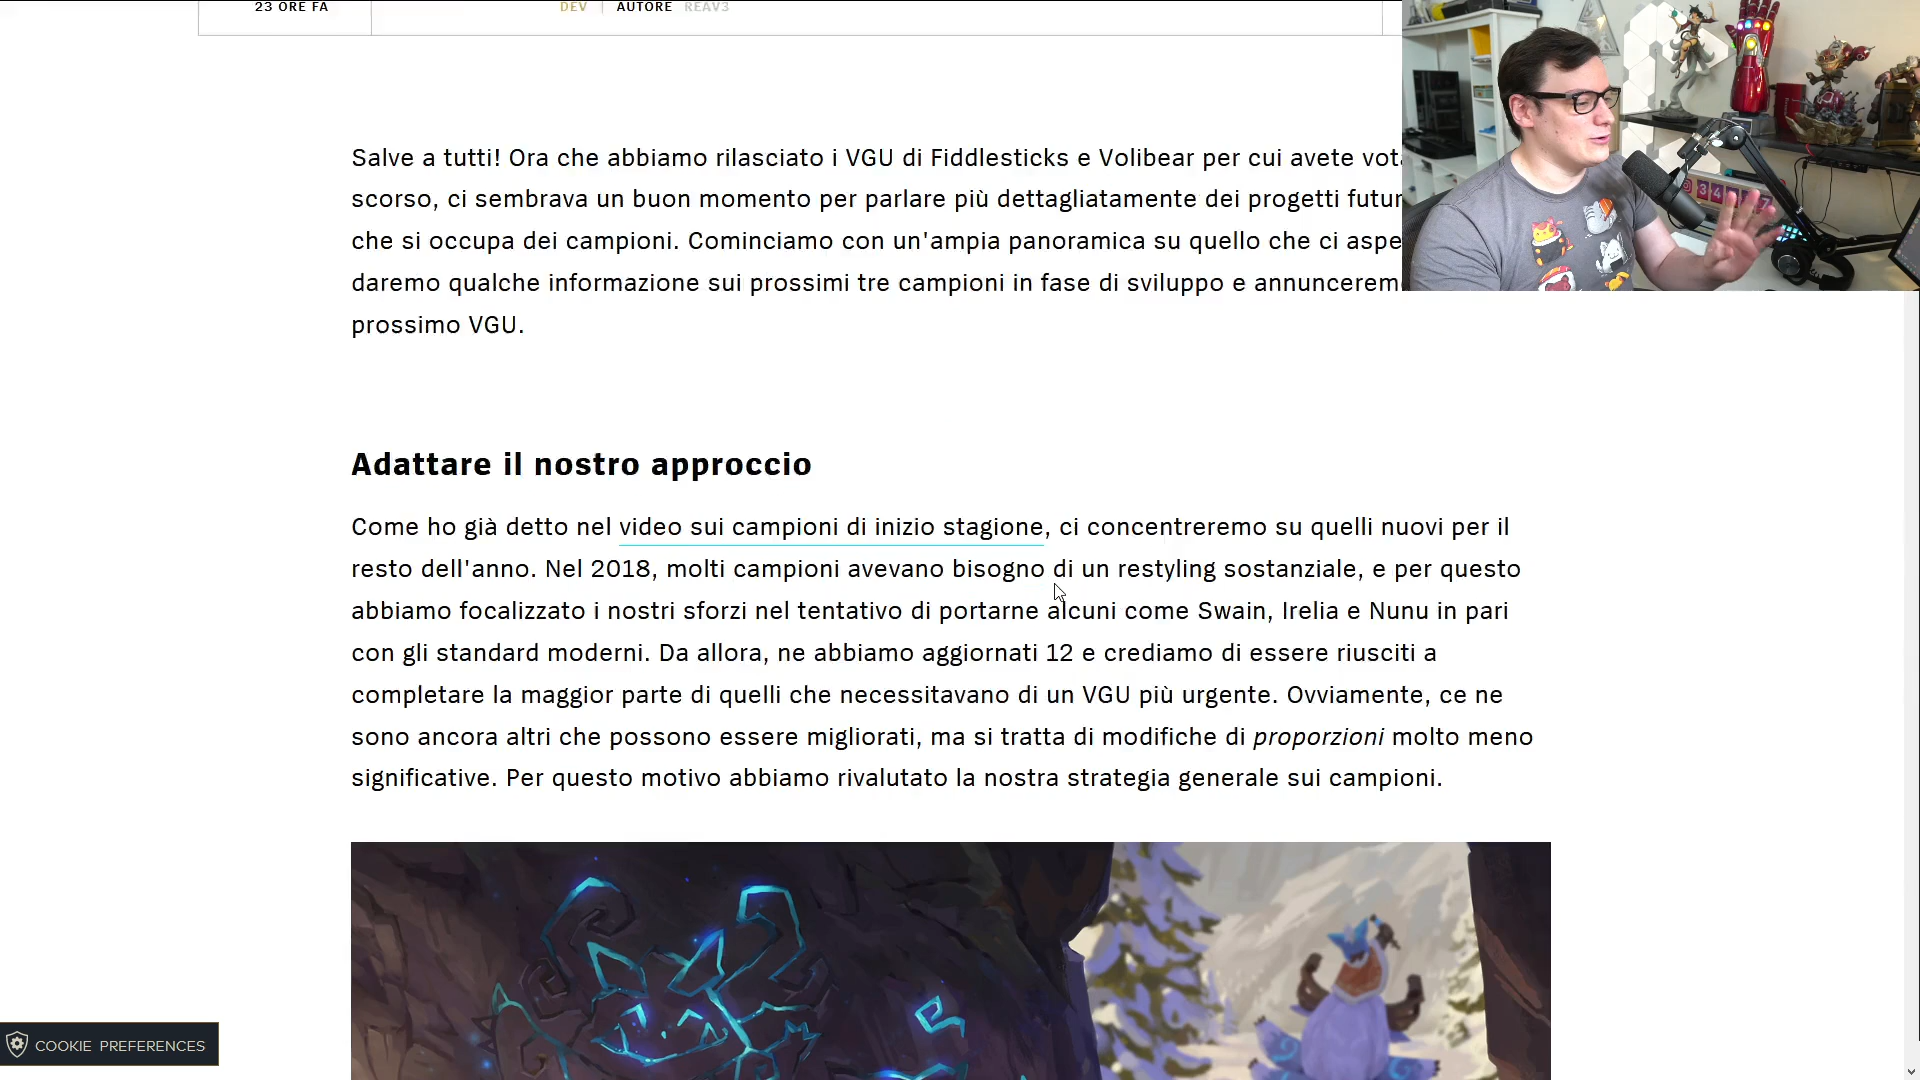 23 ORE FA
DEV | AUTORE REAV3
Salve a tutti! Ora che abbiamo rilasciato i VGU di Fiddlesticks e Volibear per cui avete
scorso, ci sembrava un buon momento per parlare più dettagliatamente dei progetti
che si occupa dei campioni. Cominciamo con un'ampia panoramica su quello che ci
daremo qualche informazione sui prossimi tre campioni in fase di sviluppo e
prossimo VGU.
Adattare il nostro approccio
Come ho già detto nel video sui campioni di inizio stagione, ci concentreremo su quelli nuovi per il
resto dell'anno. Nel 2018, molti campioni avevano bisogno di un restyling sostanziale, e per questo
abbiamo focalizzato i nostri sforzi nel tentativo di portarne alcuni come Swain, Irelia e Nunu in pari
con gli standard moderni. Da allora, ne abbiamo aggiornati 12 e crediamo di essere riusciti a
completare la maggior parte di quelli che necessitavano di un VGU più urgente. Ovviamente, ce ne
sono ancora altri che possono essere migliorati, ma si tratta di modifiche di proporzioni molto meno
significative. Per questo motivo abbiamo rivalutato la nostra strategia generale sui campioni.
COOKIE PREFERENCES